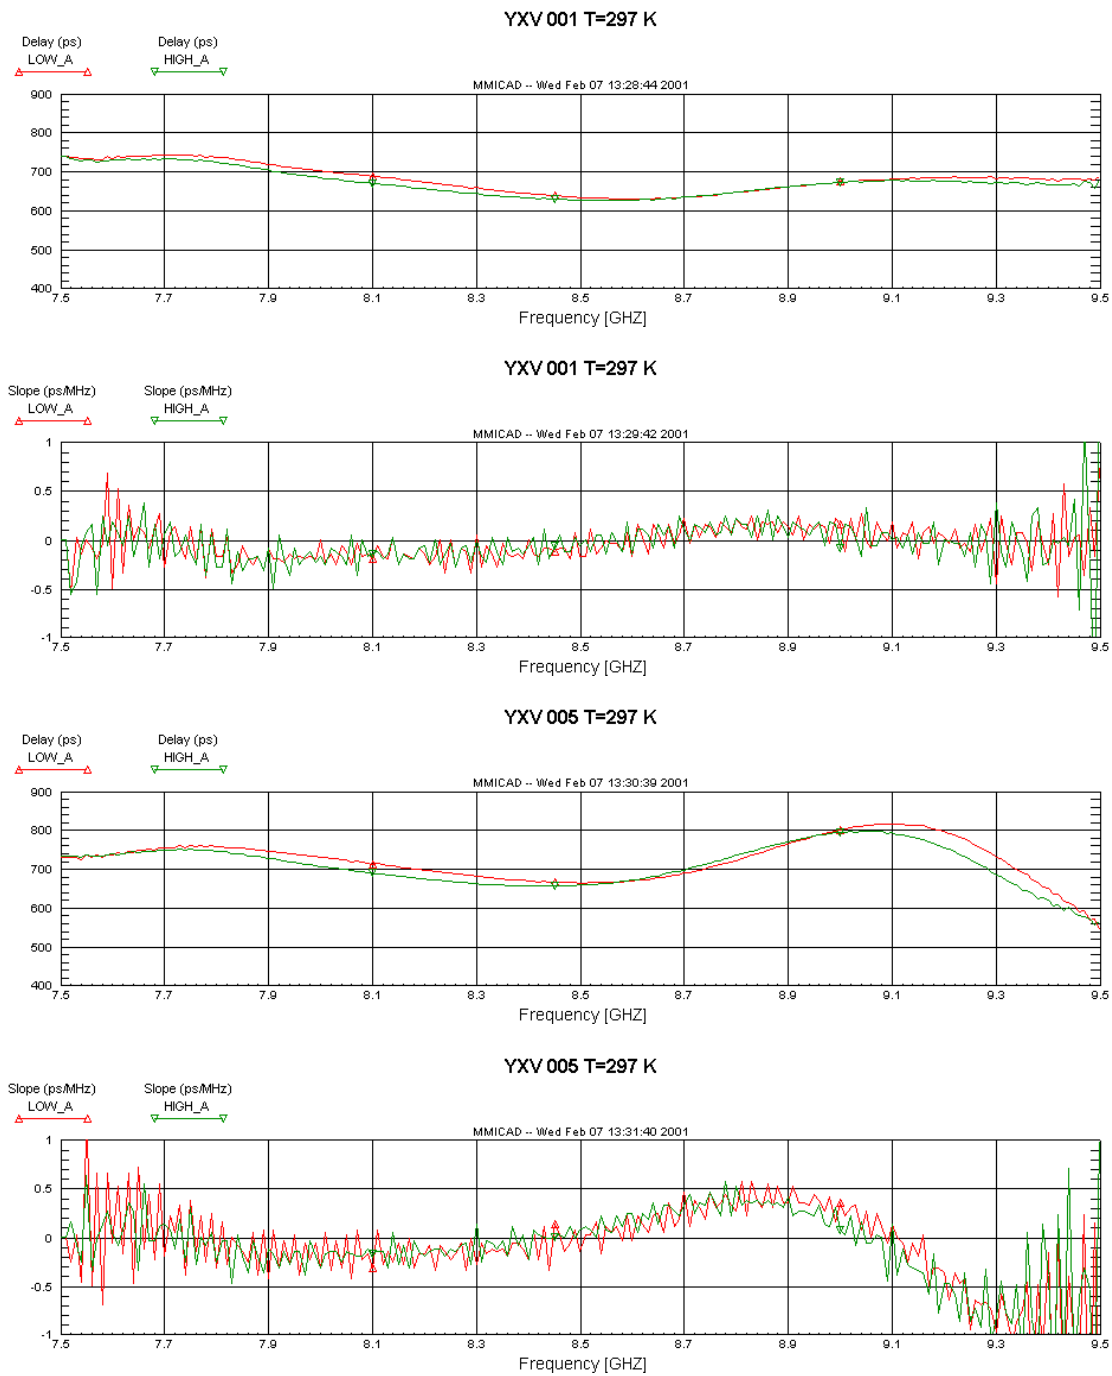 YXV 001 T=297 K
Delay (ps) Delay (ps)
LOW_A HIGH_A
MMICAD -- Wed Feb 07 13:28:44 2001
900
800
700
600
500
400
7.5 7.7 7.9 8.1 8.3 8.5 8.7 8.9 9.1 9.3 9.5
Frequency [GHZ]
YXV 001 T=297 K
Slope (ps/MHz) Slope (ps/MHz)
LOW_A HIGH_A
MMICAD -- Wed Feb 07 13:29:42 2001
1
0.5
0
-0.5
-1
7.5 7.7 7.9 8.1 8.3 8.5 8.7 8.9 9.1 9.3 9.5
Frequency [GHZ]
YXV 005 T=297 K
Delay (ps) Delay (ps)
LOW_A HIGH_A
MMICAD -- Wed Feb 07 13:30:39 2001
900
800
700
600
500
400
7.5 7.7 7.9 8.1 8.3 8.5 8.7 8.9 9.1 9.3 9.5
Frequency [GHZ]
YXV 005 T=297 K
Slope (ps/MHz) Slope (ps/MHz)
LOW_A HIGH_A
MMICAD -- Wed Feb 07 13:31:40 2001
1
0.5
0
-0.5
-1
7.5 7.7 7.9 8.1 8.3 8.5 8.7 8.9 9.1 9.3 9.5
Frequency [GHZ]